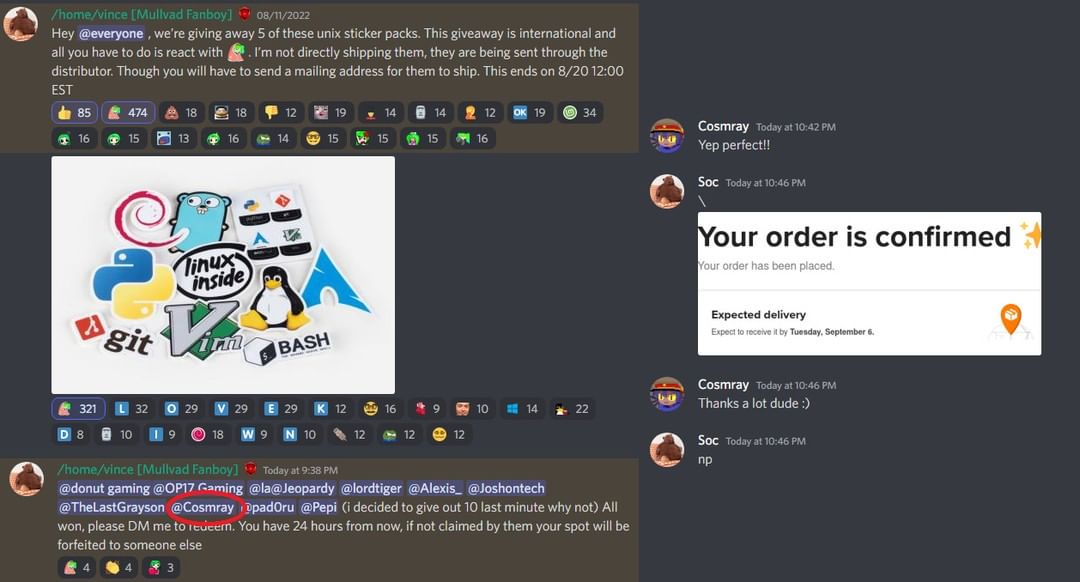 /home/vince [Mullvad Fanboy] 08/11/2022
Hey @everyone , we're giving away 5 of these unix sticker packs. This giveaway is international and
all you have to do is react with . I'm not directly shipping them, they are being sent through the
distributor. Though you will have to send a mailing address for them to ship. This ends on 8/20 12:00
EST
85 474 18 18 12 19 14 14 12 OK 19 34
16 15 13 16 14 15 15 15 16
python git
linux
inside
git
Vim
BASH
321 L 32 O 29 V 29 E 29 K 12 16 9 10 14 22
D 8 10 I 9 18 W 9 N 10 12 12 12
/home/vince [Mullvad Fanboy] Today at 9:38 PM
@donut gaming @OP17 Gaming @la@Jeopardy @lordtiger @Alexis_ @Joshontech
@TheLastGrayson @Cosmray @pad0ru @Pepi (i decided to give out 10 last minute why not) All
won, please DM me to redeem. You have 24 hours from now, if not claimed by them your spot will be
forfeited to someone else
4 4 3
Cosmray Today at 10:42 PM
Yep perfect!!
Soc Today at 10:46 PM
\
Your order is confirmed
Your order has been placed.
Expected delivery
Expect to receive it by Tuesday, September 6.
Cosmray Today at 10:46 PM
Thanks a lot dude :)
Soc Today at 10:46 PM
np